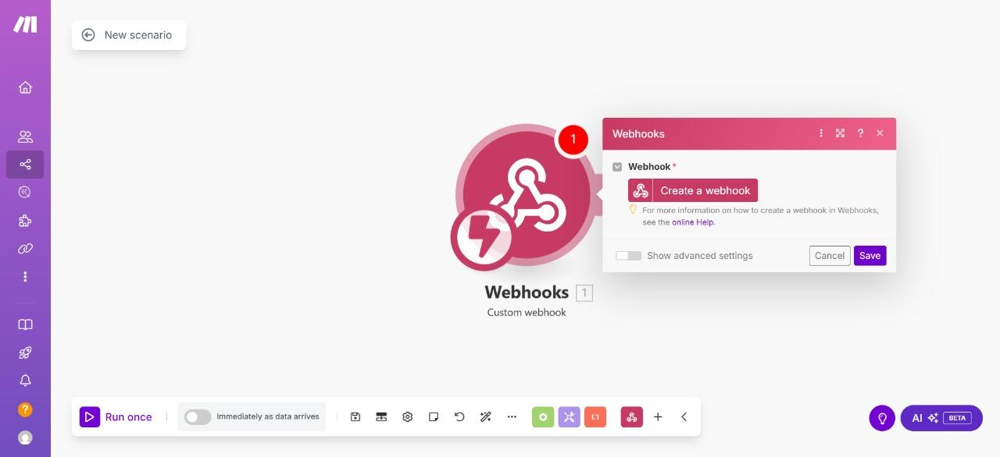 New scenario
1
Webhooks
Webhook *
Create a webhook
For more information on how to create a webhook in Webhooks,
see the online Help.
Show advanced settings
Cancel
Save
Webhooks 1
Custom webhook
Run once
Immediately as data arrives
AI BETA